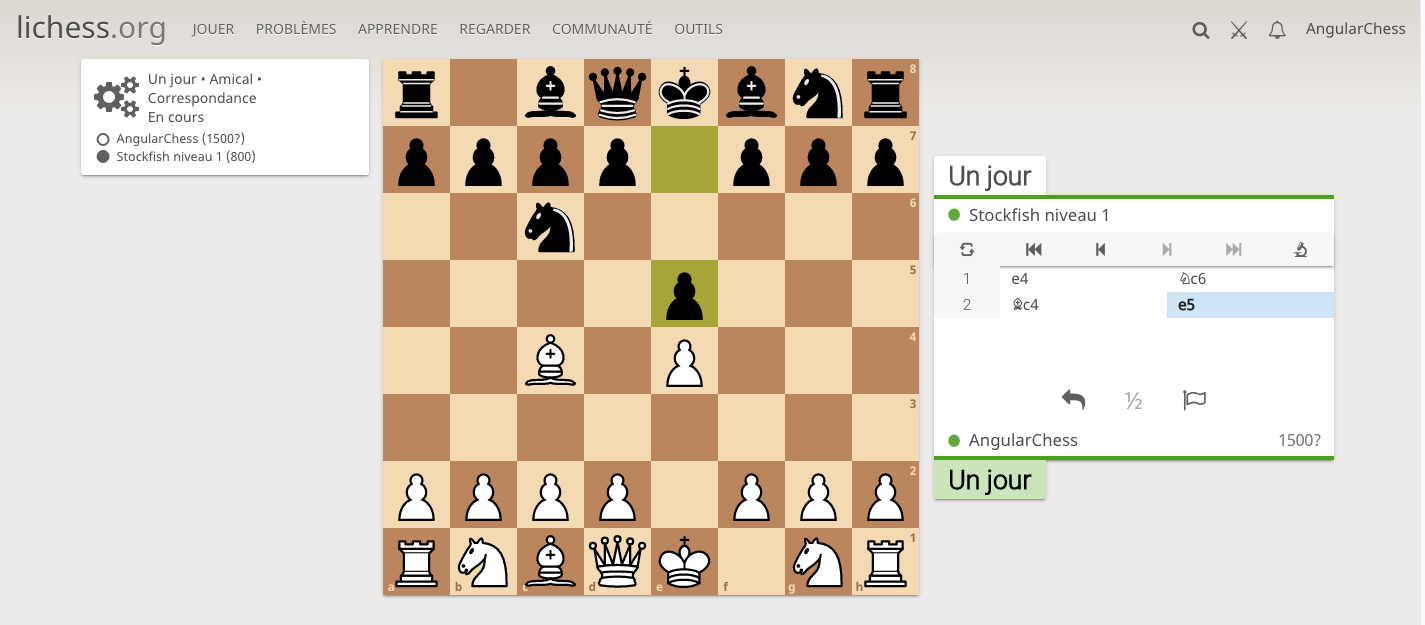 lichess.org JOUER PROBLÈMES APPRENDRE REGARDER COMMUNAUTÉ OUTILS AngularChess
Un jour • Amical •
Correspondance
En cours
AngularChess (1500?)
Stockfish niveau 1 (800)
8
7
6
5
4
3
2
1
a b c d e f g h
Un jour
Stockfish niveau 1
1 e4 ♘c6
2 ♗c4 e5
½
AngularChess 1500?
Un jour